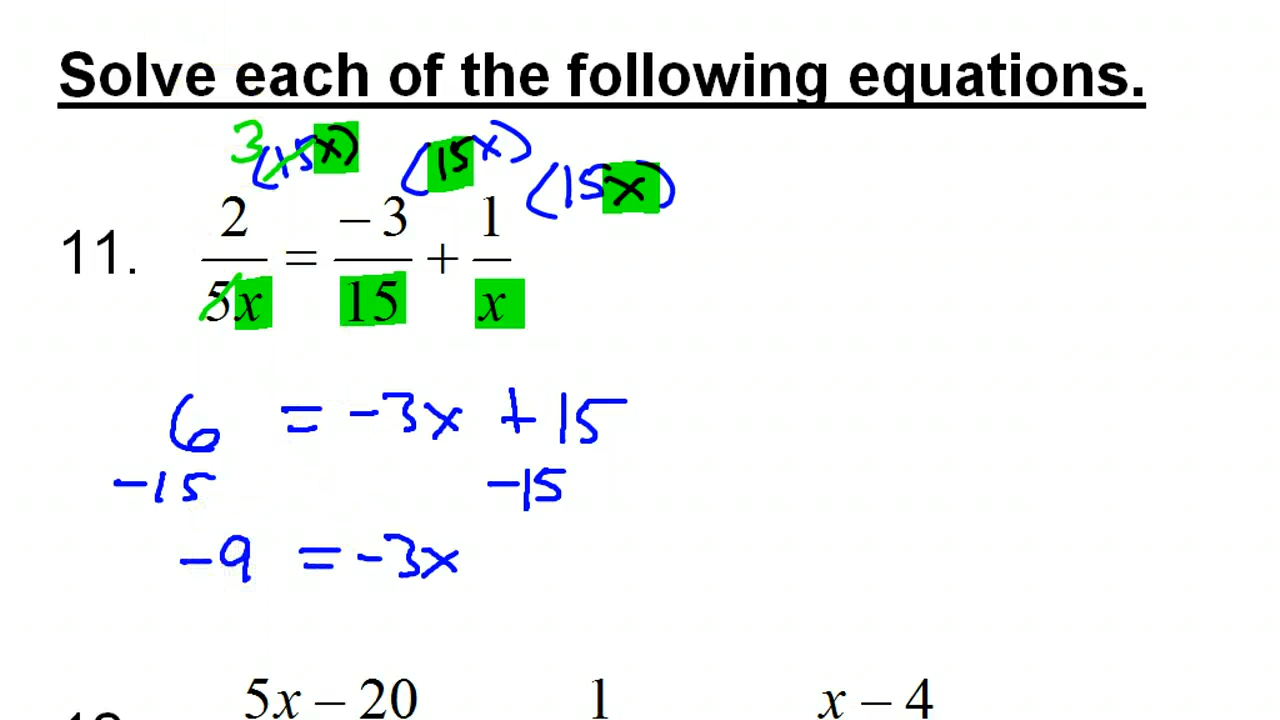 Solve each of the following equations.
3(15x) (15x) (15x)
11. 2/5x = -3/15 + 1/x
6 = -3x + 15
-15 -15
-9 = -3x
5x - 20 1 x - 4